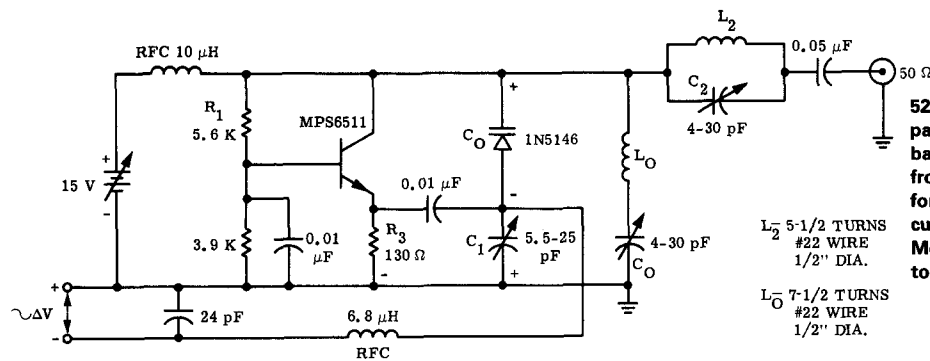 L2
RFC 10 μH
0.05 μF
50 Ω
R1
5.6 K
MPS6511
+
C2
4-30 pF
CO
1N5146
LO
+
15 V
-
0.01 μF
-
3.9 K
0.01
μF
R3
130 Ω
-
C1
5.5-25
pF
+
4-30 pF
CO
L2- 5-1/2 TURNS
#22 WIRE
1/2" DIA.
LO- 7-1/2 TURNS
#22 WIRE
1/2" DIA.
+
∿ΔV
-
24 pF
6.8 μH
RFC
52
pa
ba
fro
for
cu
M
to